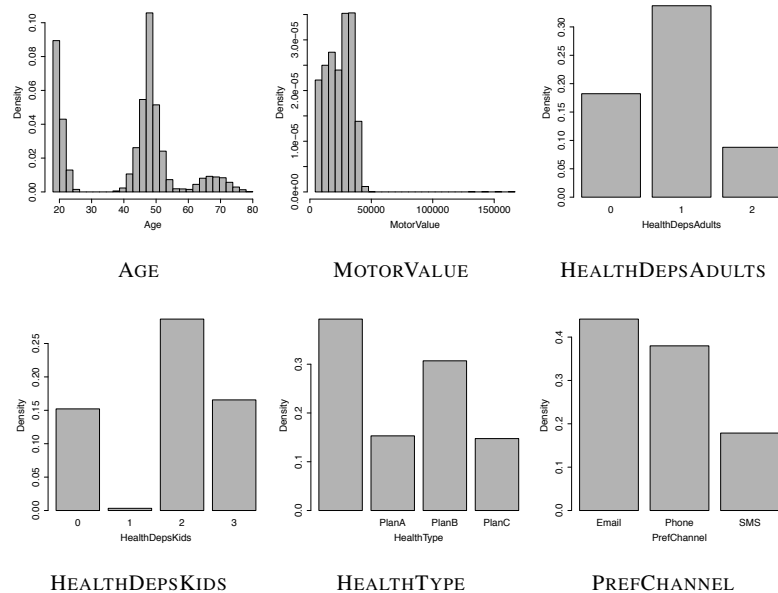 0.00 0.02 0.04 0.06 0.08 0.10
Density
20 30 40 50 60 70 80
Age
AGE
0.0e+00 1.0e-05 2.0e-05 3.0e-05
Density
0 50000 100000 150000
MotorValue
MOTORVALUE
0.00 0.05 0.10 0.15 0.20 0.25 0.30
Density
0 1 2
HealthDepsAdults
HEALTHDEPSADULTS
0.00 0.05 0.10 0.15 0.20 0.25
Density
0 1 2 3
HealthDepsKids
HEALTHDEPSKIDS
0.0 0.1 0.2 0.3
Density
PlanA PlanB PlanC
HealthType
HEALTHTYPE
0.0 0.1 0.2 0.3 0.4
Density
Email Phone SMS
PrefChannel
PREFCHANNEL